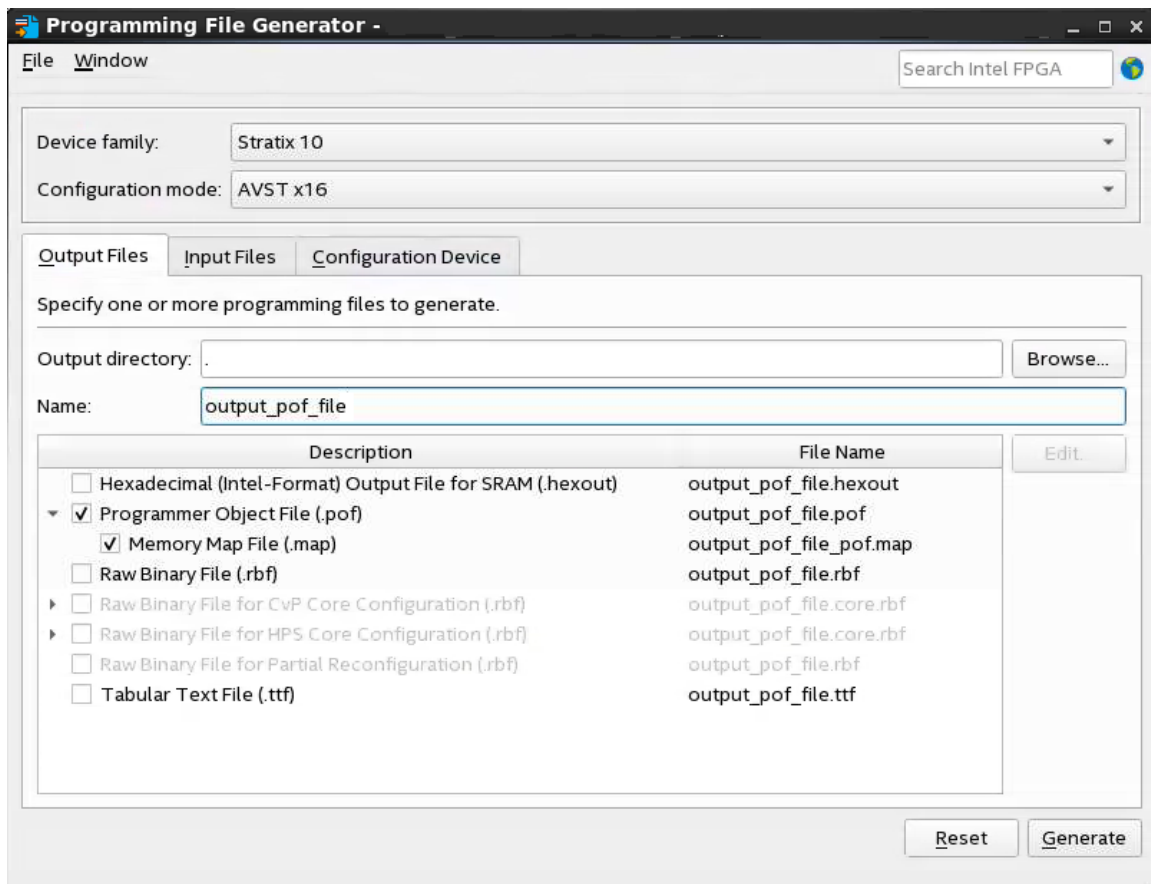 Programming File Generator -
File Window Search Intel FPGA
Device family: Stratix 10
Configuration mode: AVST x16
Output Files Input Files Configuration Device
Specify one or more programming files to generate.
Output directory: . Browse...
Name: output_pof_file
Description File Name Edit.
Hexadecimal (Intel-Format) Output File for SRAM (.hexout) output_pof_file.hexout
Programmer Object File (.pof) output_pof_file.pof
Memory Map File (.map) output_pof_file_pof.map
Raw Binary File (.rbf) output_pof_file.rbf
Raw Binary File for CvP Core Configuration (.rbf) output_pof_file.core.rbf
Raw Binary File for HPS Core Configuration (.rbf) output_pof_file.core.rbf
Raw Binary File for Partial Reconfiguration (.rbf) output_pof_file.rbf
Tabular Text File (.ttf) output_pof_file.ttf
Reset Generate